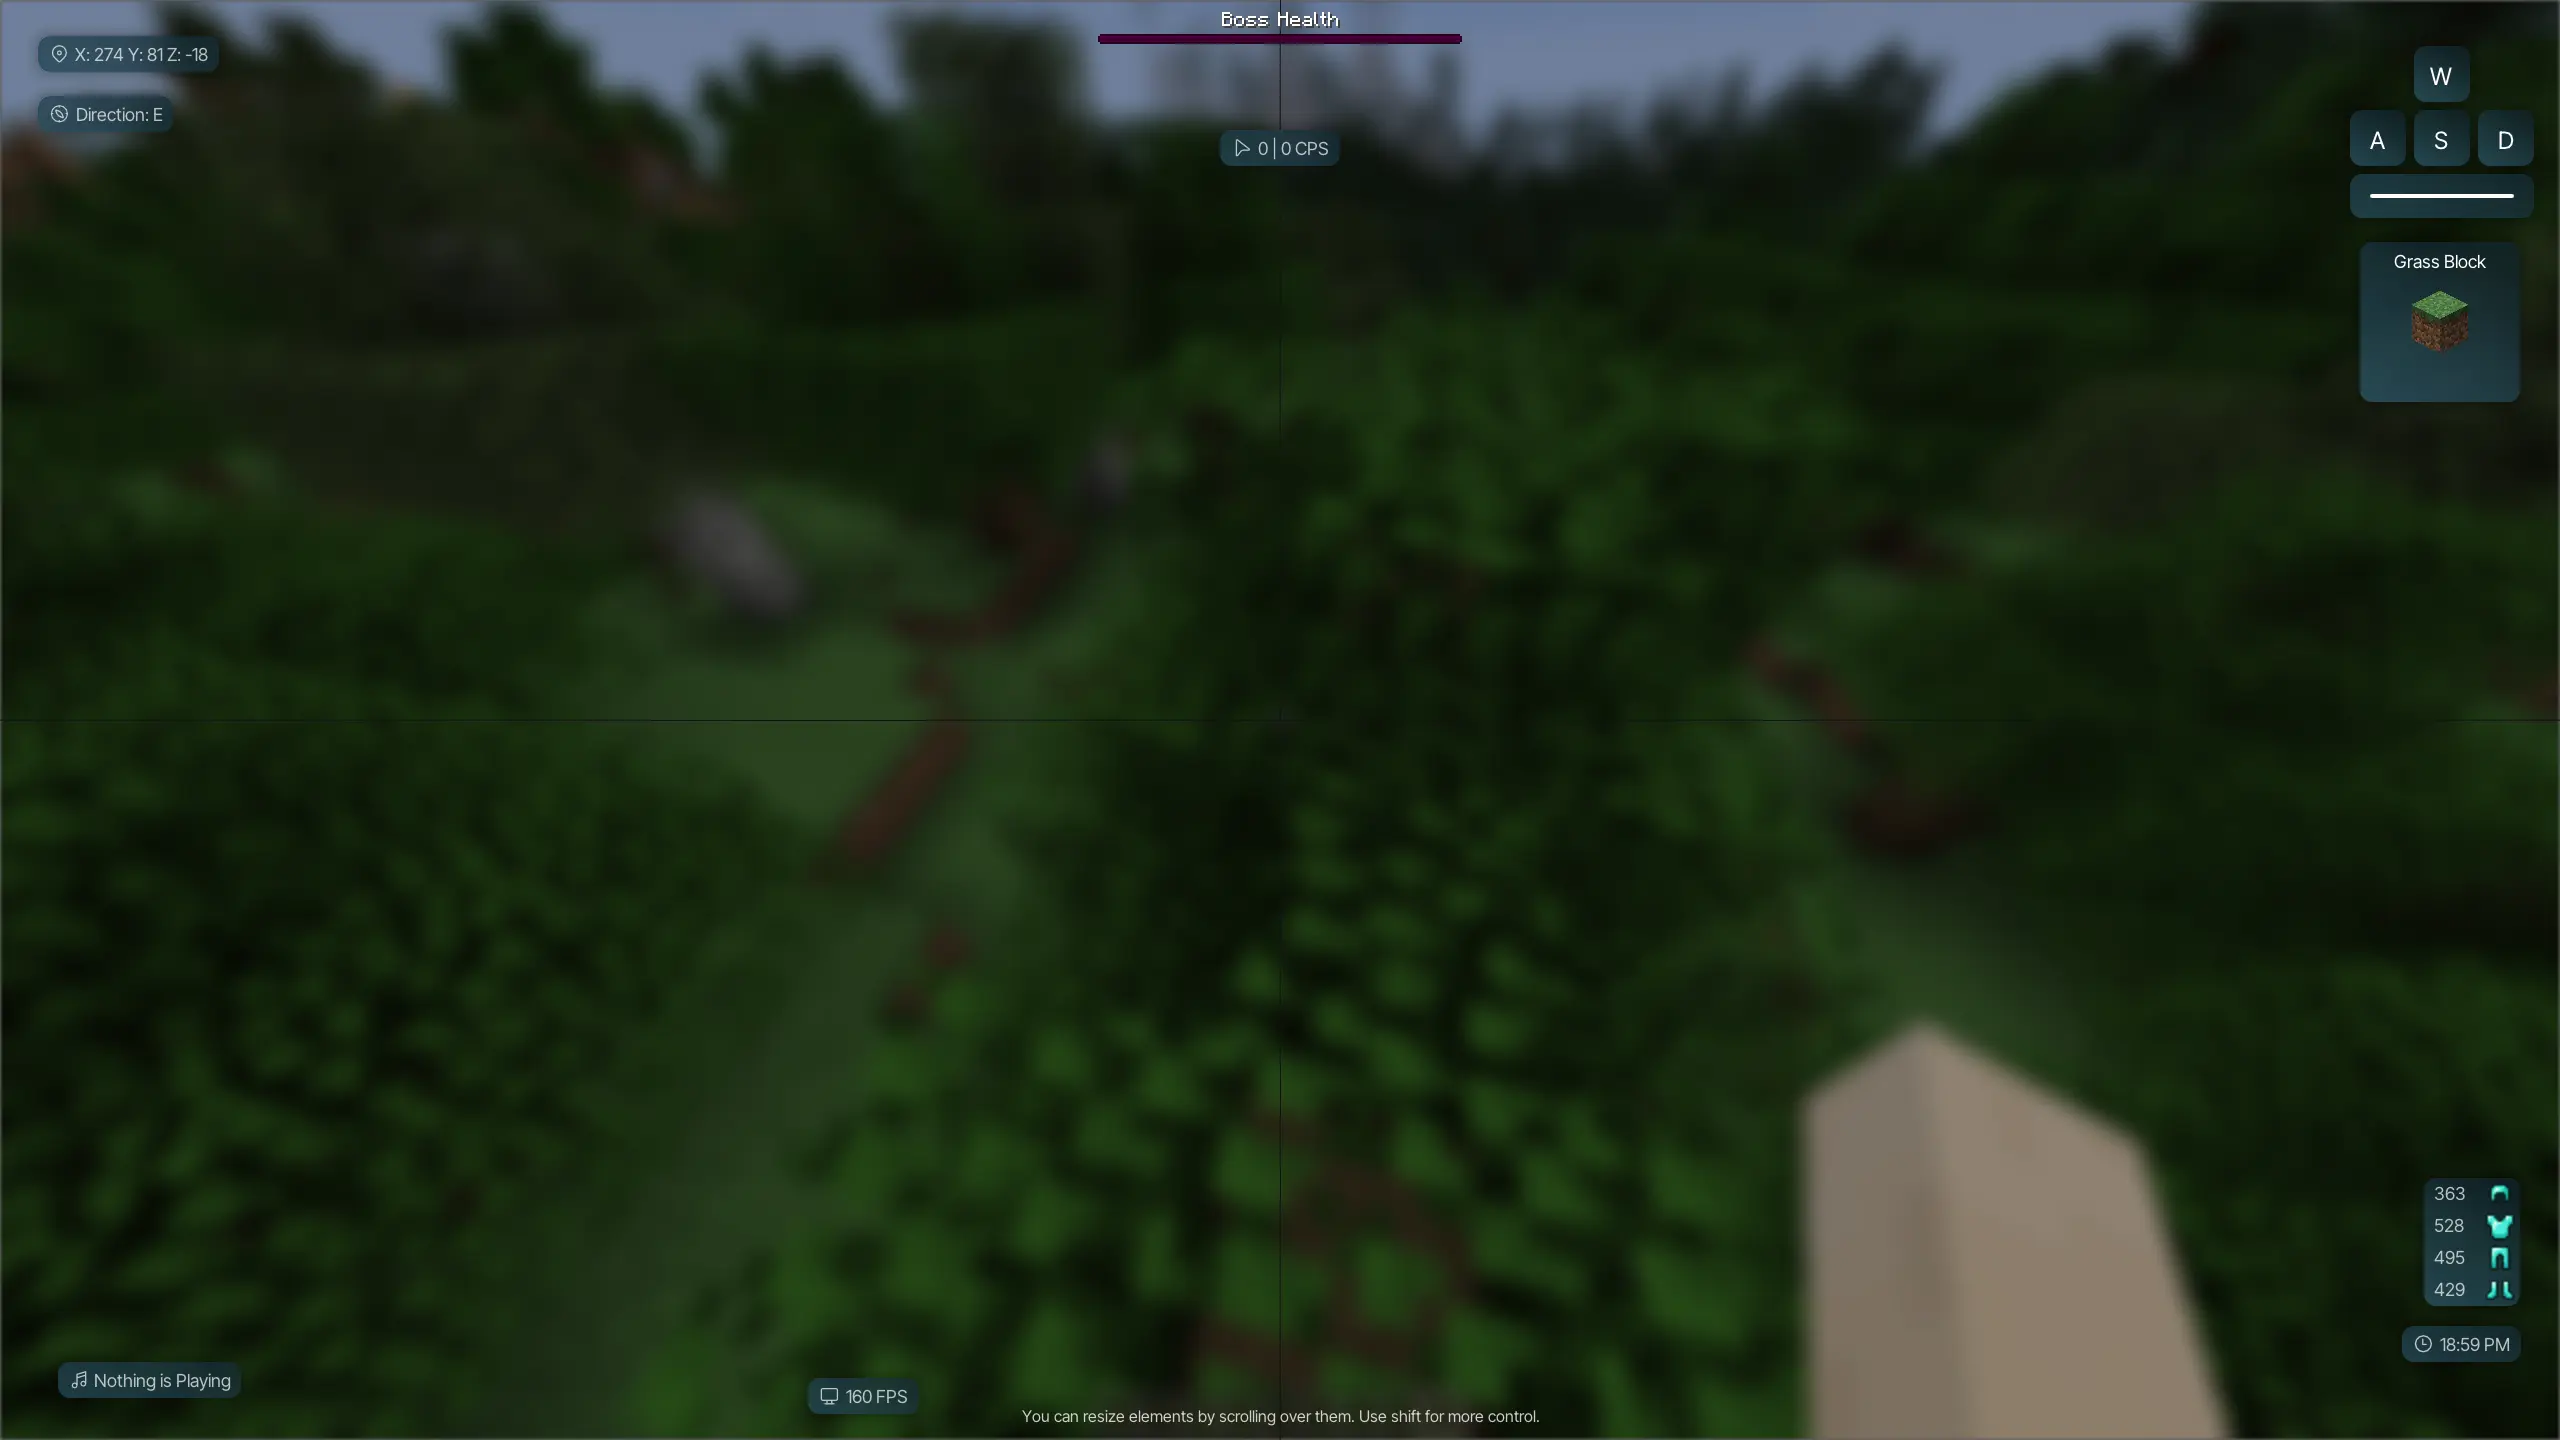 Boss Health
X: 274 Y: 81 Z: -18
Direction: E
0 | 0 CPS
W
A S D
Grass Block
363
528
495
429
18:59 PM
Nothing is Playing
160 FPS
You can resize elements by scrolling over them. Use shift for more control.